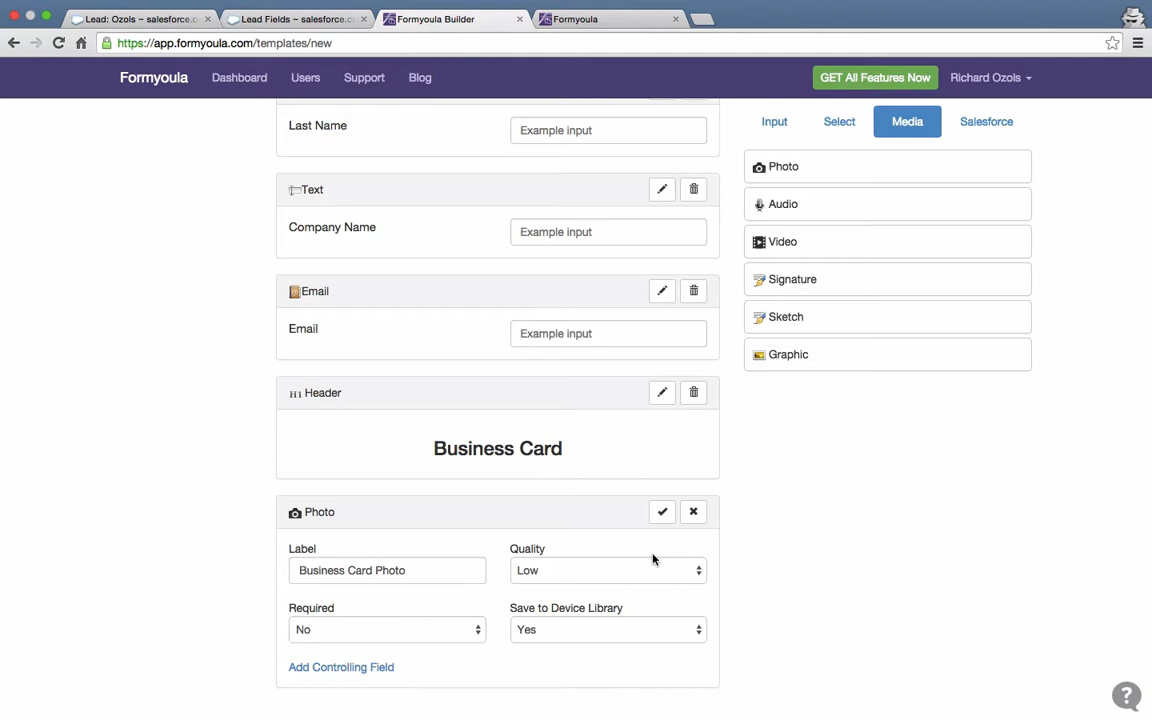 Lead: Ozols ~ salesforce.c
Lead Fields ~ salesforce.c
Formyoula Builder
Formyoula
https://app.formyoula.com/templates/new
Formyoula Dashboard Users Support Blog GET All Features Now Richard Ozols
Input Select Media Salesforce
Last Name Example input
Photo
Text
Audio
Company Name Example input
Video
Signature
Email
Sketch
Email Example input
Graphic
H1 Header
Business Card
Photo
Label Quality
Business Card Photo Low
Required Save to Device Library
No Yes
Add Controlling Field
?